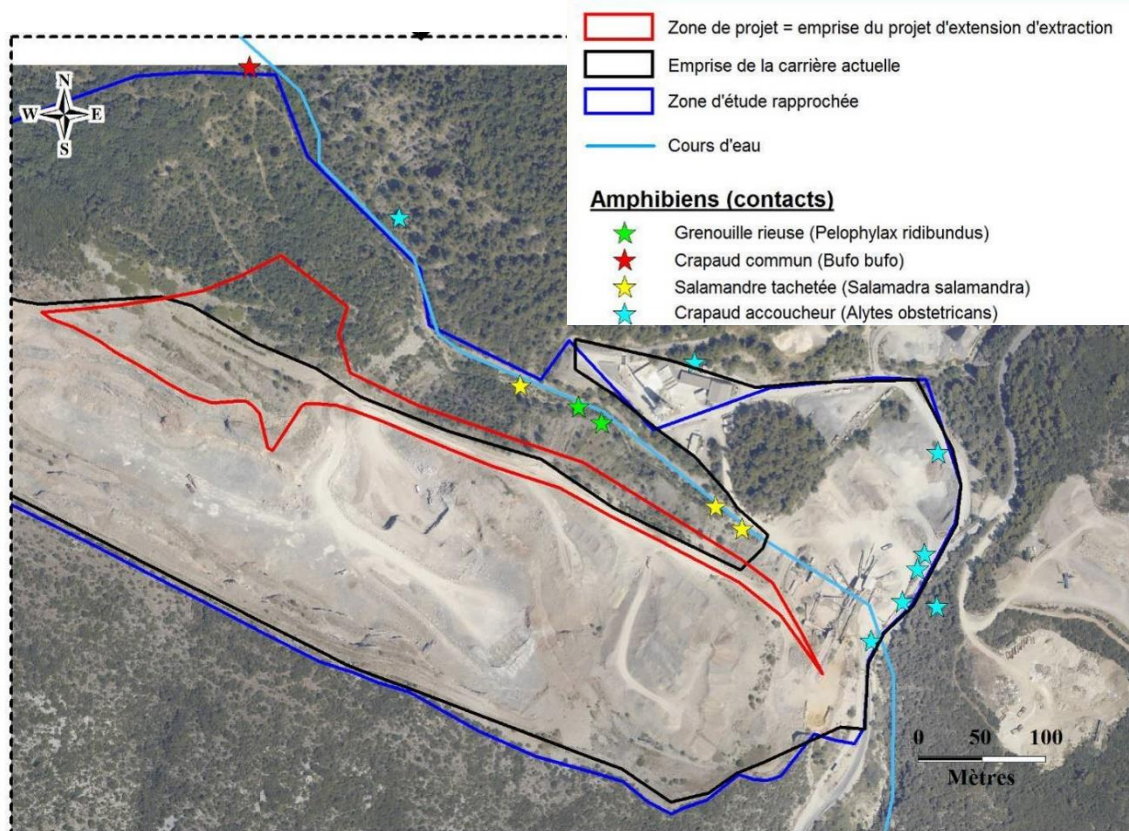 Zone de projet = emprise du projet d'extension d'extraction
Emprise de la carrière actuelle
Zone d'étude rapprochée
Cours d'eau
Amphibiens (contacts)
Grenouille rieuse (Pelophylax ridibundus)
Crapaud commun (Bufo bufo)
Salamandre tachetée (Salamadra salamandra)
Crapaud accoucheur (Alytes obstetricans)
N
W E
S
0 50 100
Mètres